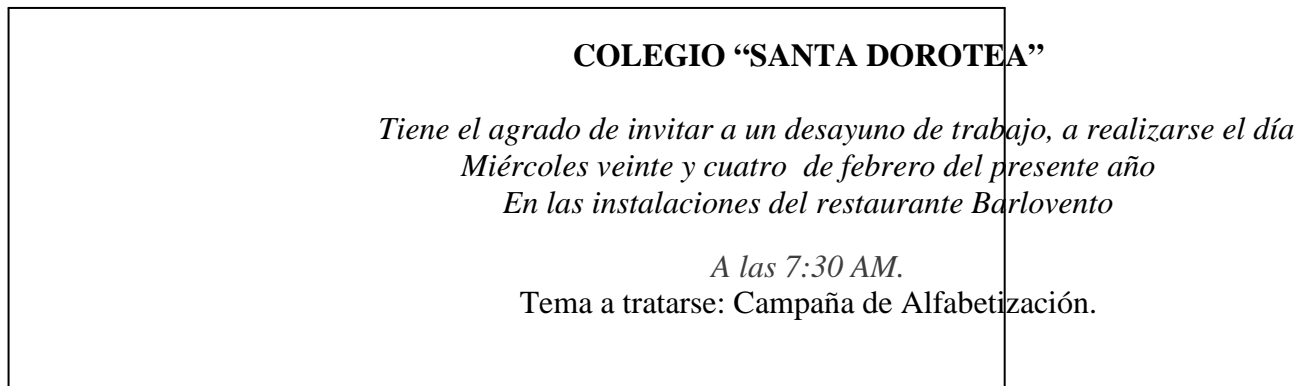 COLEGIO “SANTA DOROTEA”
Tiene el agrado de invitar a un desayuno de trabajo, a realizarse el día
Miércoles veinte y cuatro  de febrero del presente año
En las instalaciones del restaurante Barlovento
A las 7:30 AM.
Tema a tratarse: Campaña de Alfabetización.